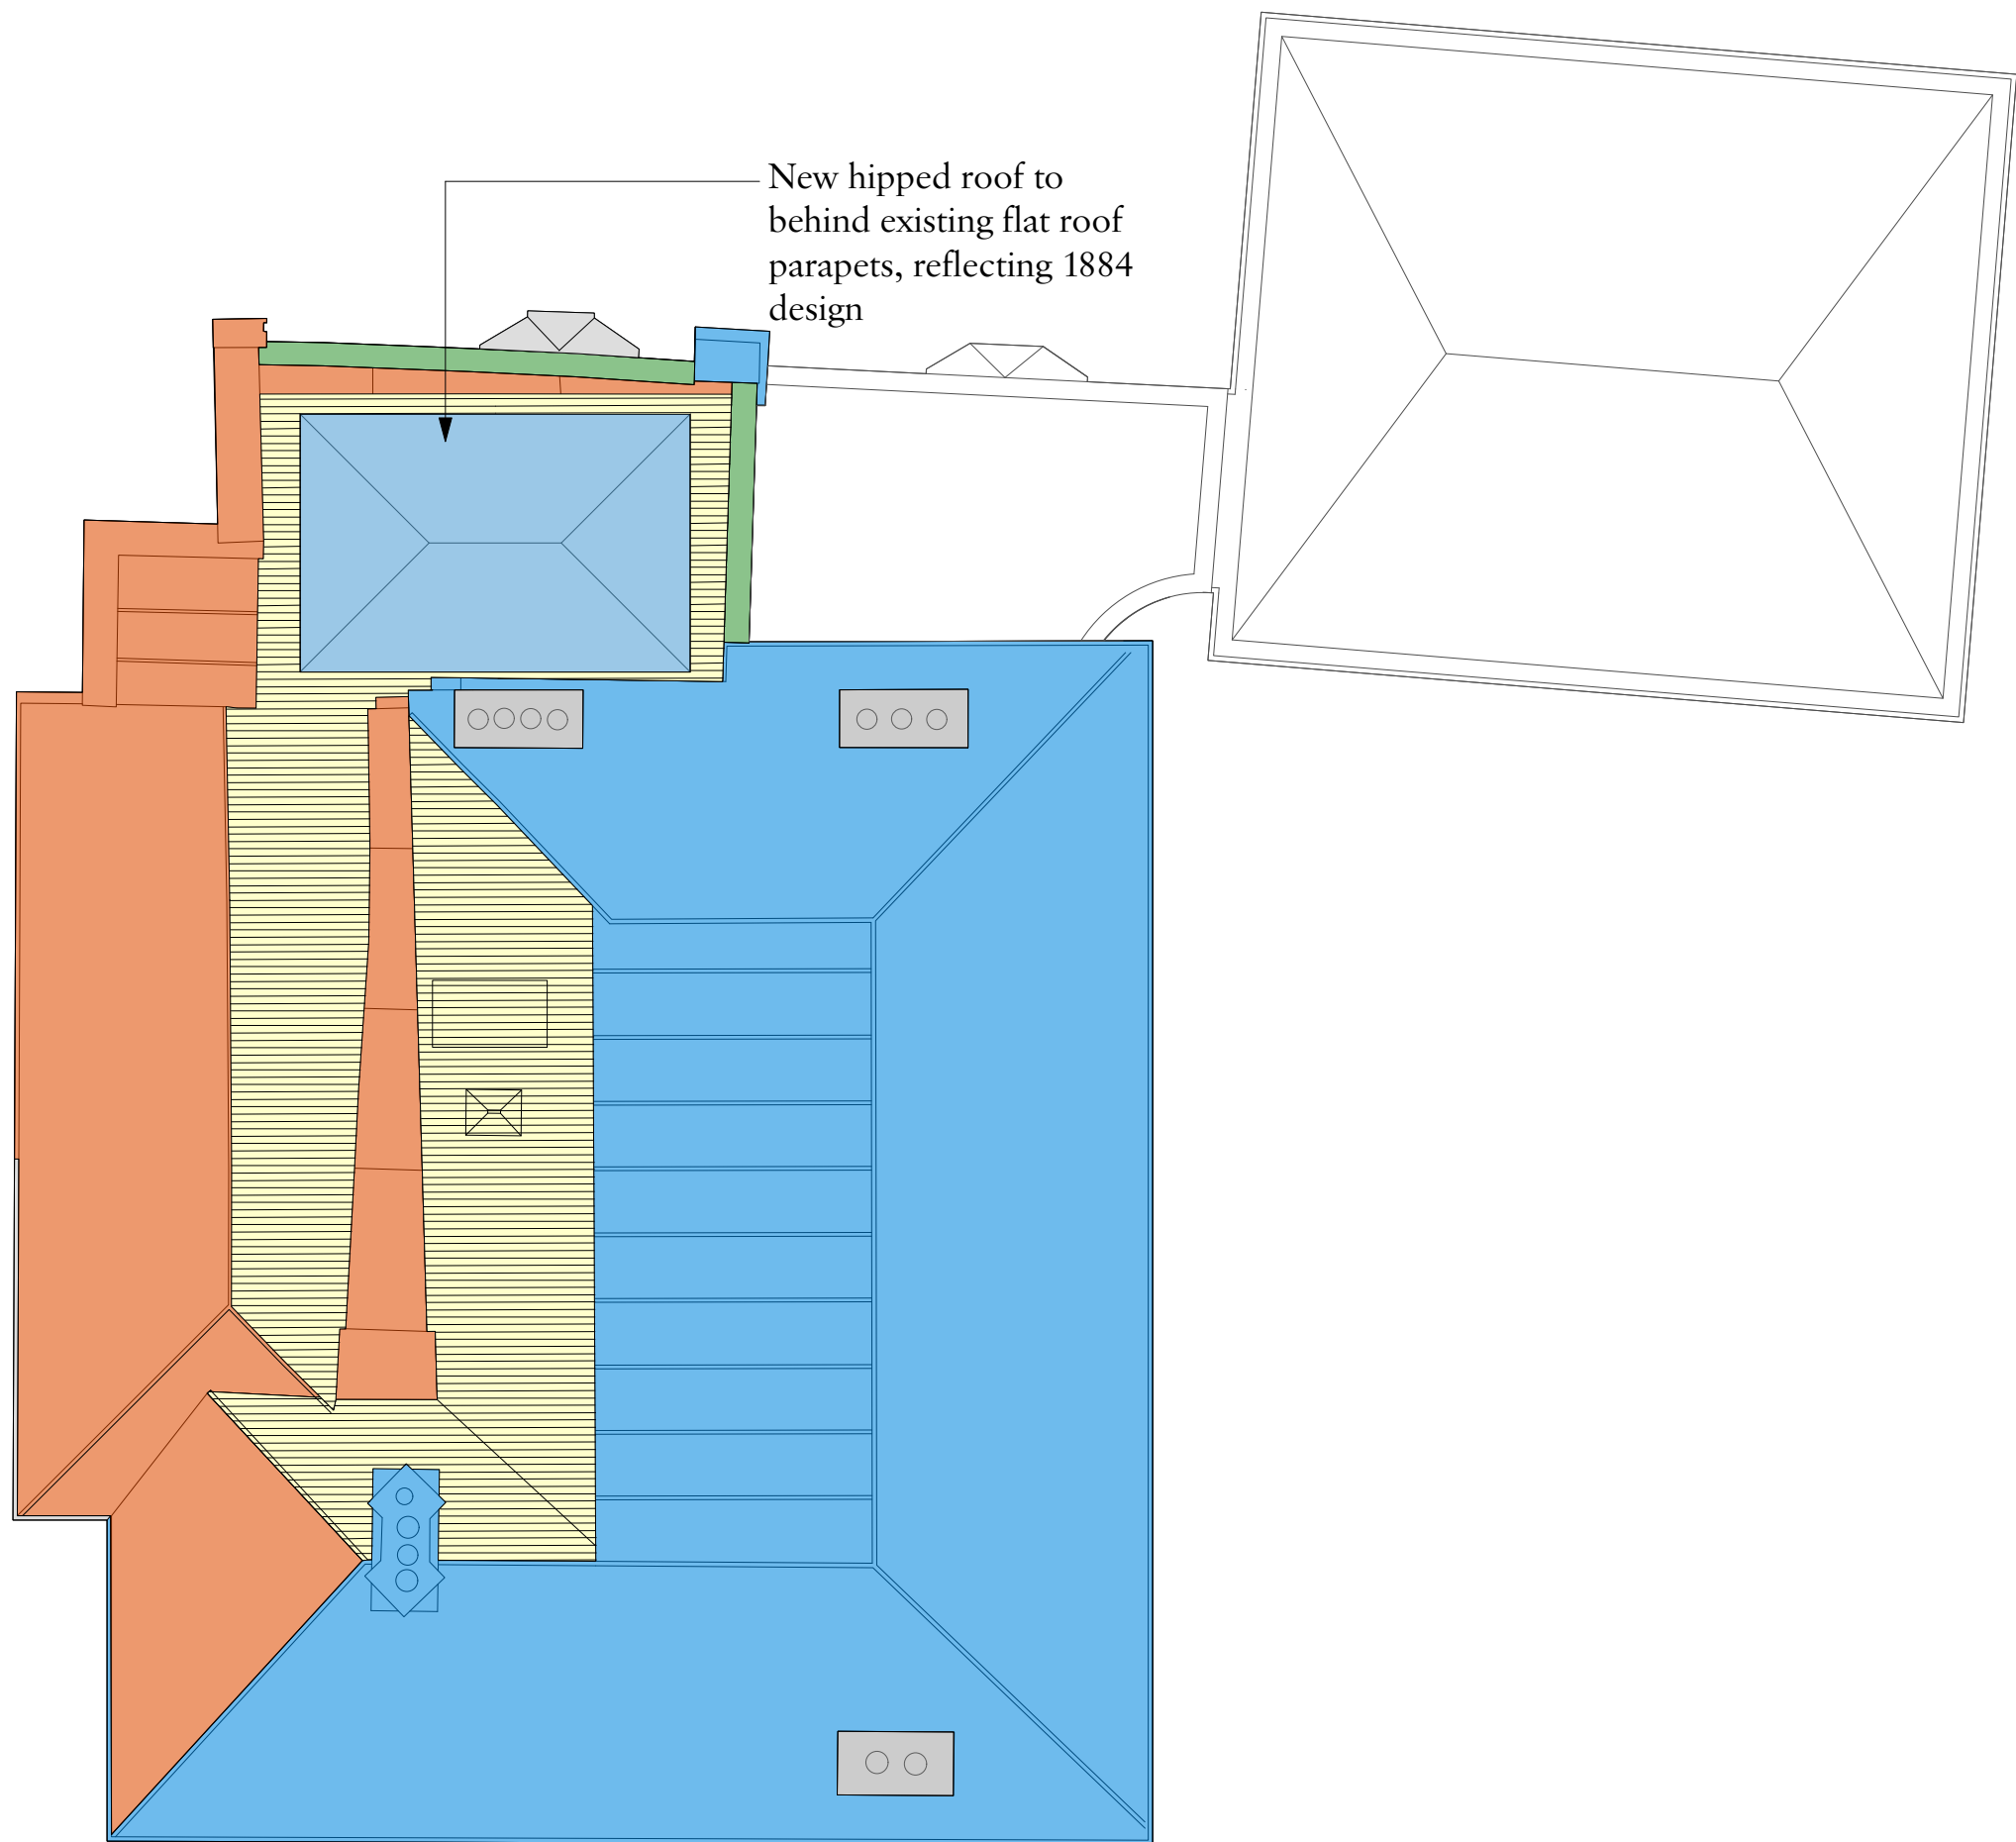 New hipped roof to
behind existing flat roof
parapets, reflecting 1884
design